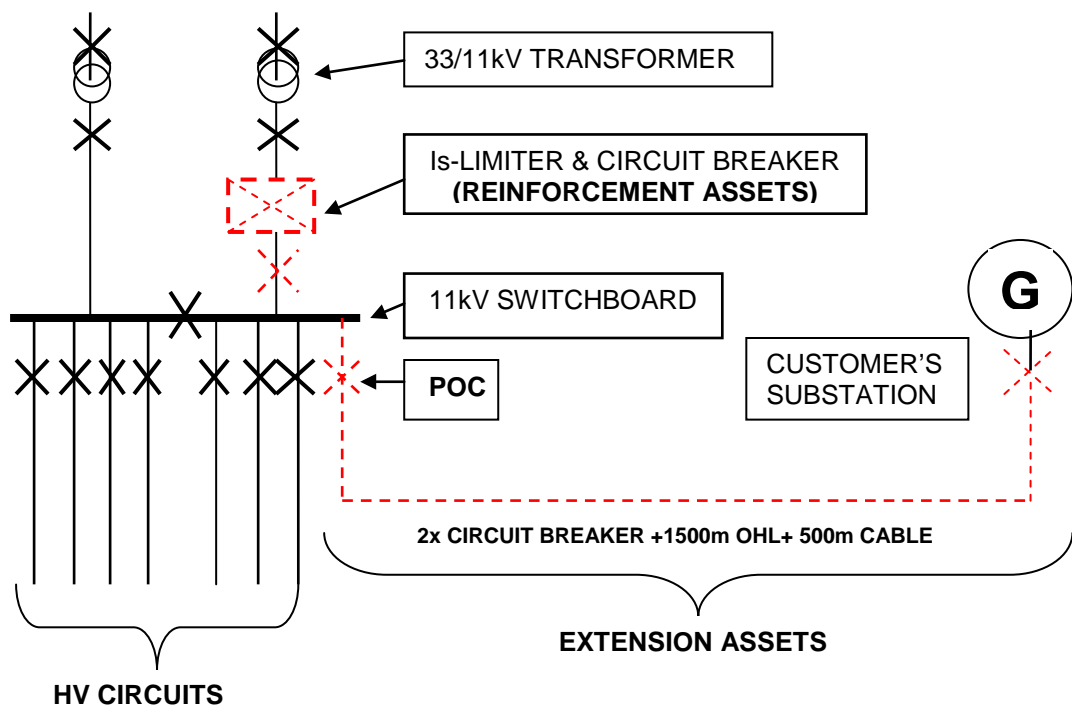 33/11kV TRANSFORMER
Is-LIMITER & CIRCUIT BREAKER
(REINFORCEMENT ASSETS)
11kV SWITCHBOARD
G
POC
CUSTOMER'S
SUBSTATION
2x CIRCUIT BREAKER +1500m OHL+ 500m CABLE
EXTENSION ASSETS
HV CIRCUITS